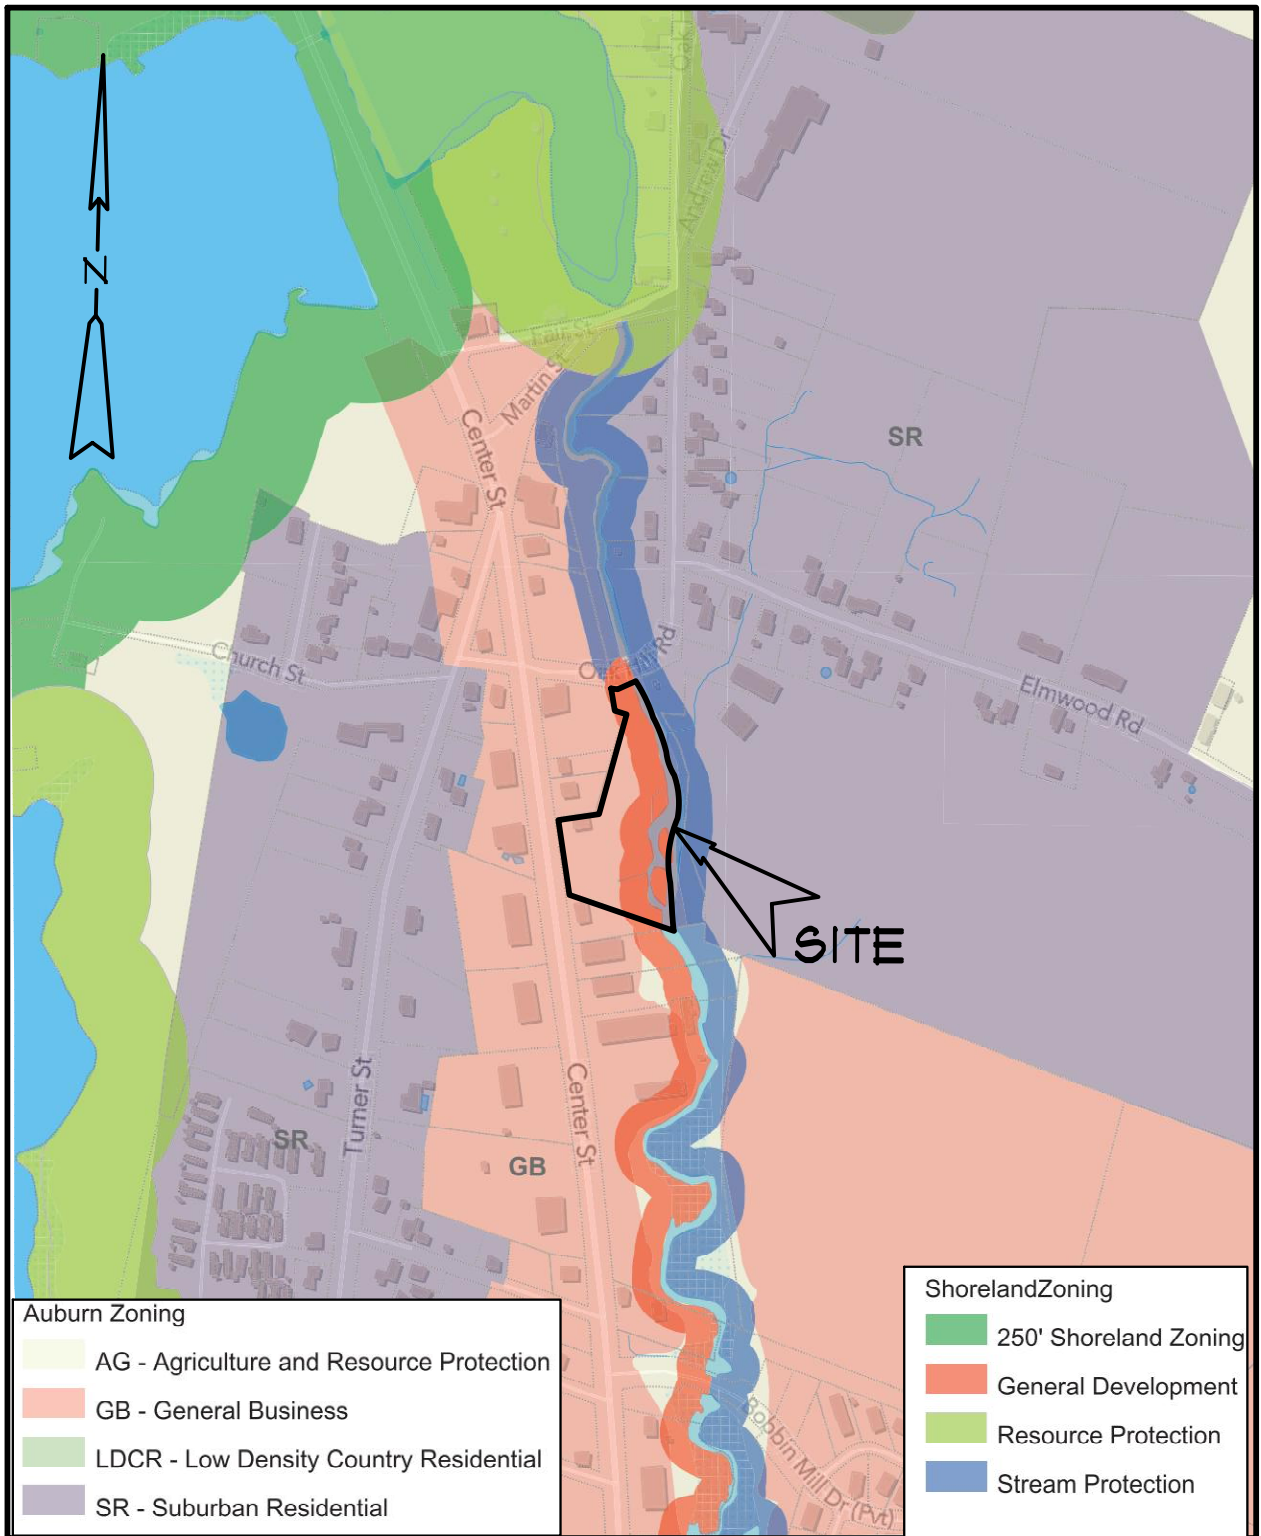 Oak
Andrew Dr
N
Fair St
Martin St
Center St
SR
Rd
Church St
Elmwood Rd
SITE
Turner St
Center St
SR
GB
Bobbin Mill Dr (Pvt)
Auburn Zoning
AG - Agriculture and Resource Protection
GB - General Business
LDCR - Low Density Country Residential
SR - Suburban Residential
ShorelandZoning
250' Shoreland Zoning
General Development
Resource Protection
Stream Protection